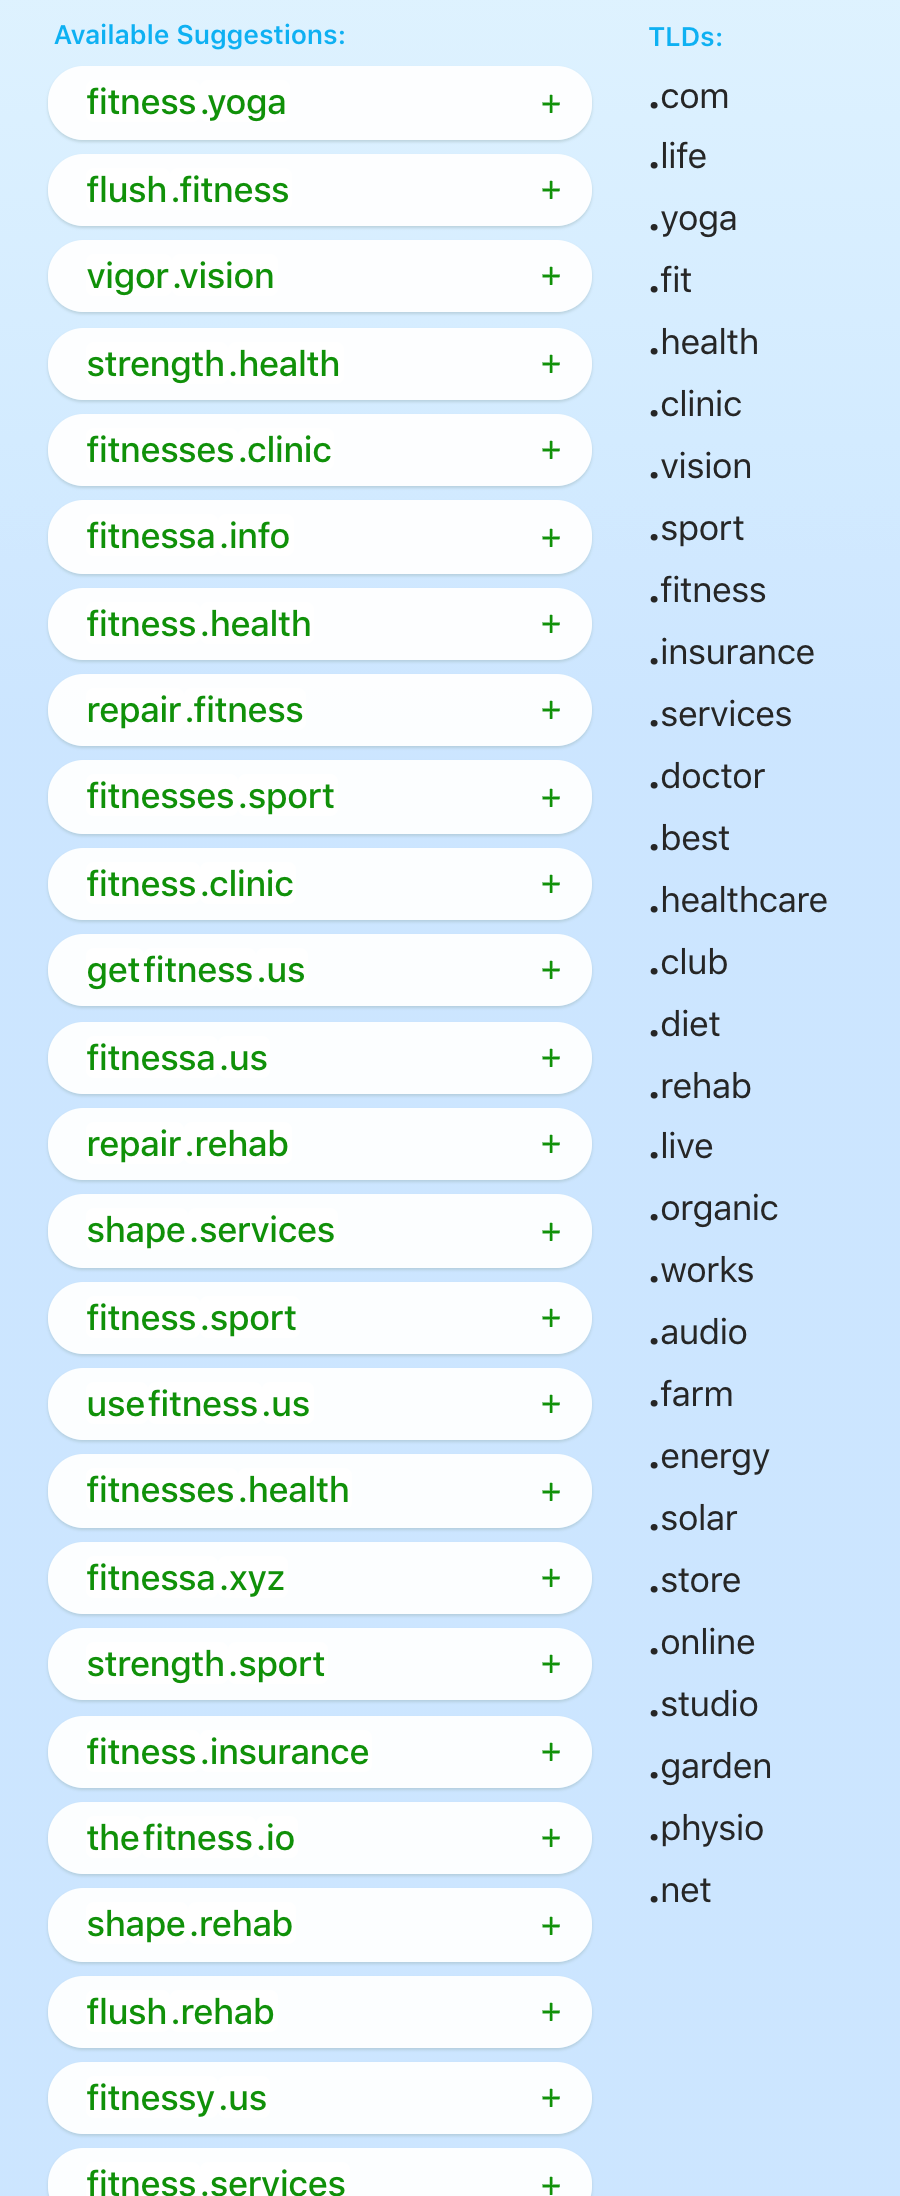 Available Suggestions:
fitness.yoga +
flush.fitness +
vigor.vision +
strength.health +
fitnesses.clinic +
fitnessa.info +
fitness.health +
repair.fitness +
fitnesses.sport +
fitness.clinic +
getfitness.us +
fitnessa.us +
repair.rehab +
shape.services +
fitness.sport +
usefitness.us +
fitnesses.health +
fitnessa.xyz +
strength.sport +
fitness.insurance +
thefitness.io +
shape.rehab +
flush.rehab +
fitnessy.us +
fitness.services +
TLDs:
.com
.life
.yoga
.fit
.health
.clinic
.vision
.sport
.fitness
.insurance
.services
.doctor
.best
.healthcare
.club
.diet
.rehab
.live
.organic
.works
.audio
.farm
.energy
.solar
.store
.online
.studio
.garden
.physio
.net